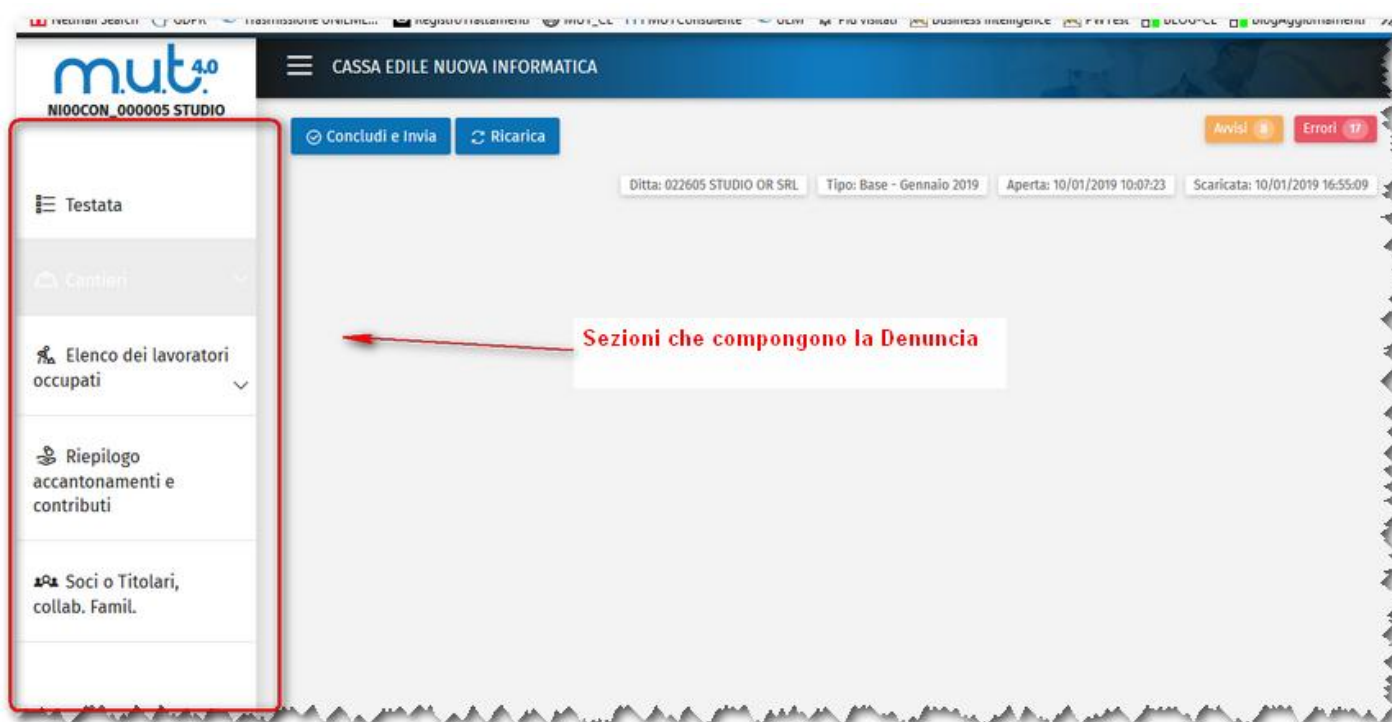 m.u.t. 4.0
NI00CON_000005 STUDIO
CASSA EDILE NUOVA INFORMATICA
Concludi e Invia
Ricarica
Avvisi 8
Errori 17
Ditta: 022605 STUDIO OR SRL
Tipo: Base - Gennaio 2019
Aperta: 10/01/2019 10:07:23
Scaricata: 10/01/2019 16:55:09
Testata
Cantieri
Sezioni che compongono la Denuncia
Elenco dei lavoratori
occupati
Riepilogo
accantonamenti e
contributi
Soci o Titolari,
collab. Famil.